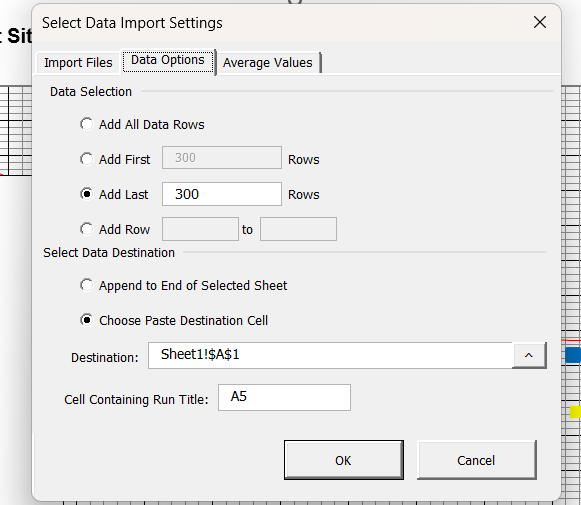 Select Data Import Settings
Sit
Import Files Data Options Average Values
Data Selection
Add All Data Rows
Add First 300 Rows
Add Last 300 Rows
Add Row to
Select Data Destination
Append to End of Selected Sheet
Choose Paste Destination Cell
Destination: Sheet1!$A$1
Cell Containing Run Title: A5
OK Cancel